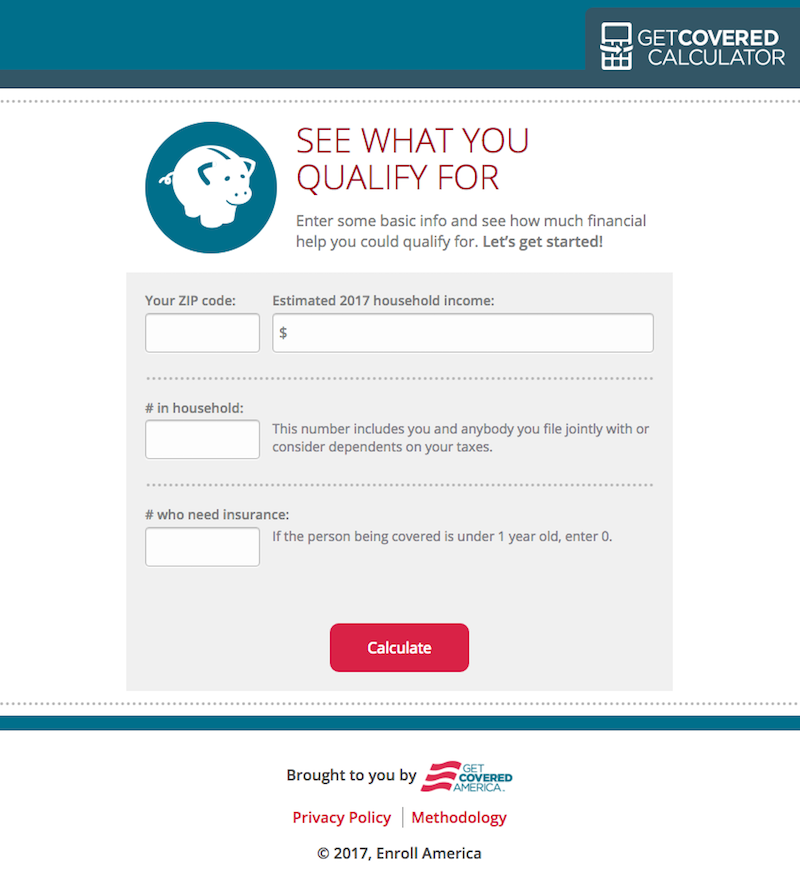 GETCOVERED
CALCULATOR
SEE WHAT YOU
QUALIFY FOR
Enter some basic info and see how much financial
help you could qualify for. Let's get started!
Your ZIP code:
Estimated 2017 household income:
$
# in household:
This number includes you and anybody you file jointly with or
consider dependents on your taxes.
# who need insurance:
If the person being covered is under 1 year old, enter 0.
Calculate
Brought to you by
GET
COVERED
AMERICA
Privacy Policy
Methodology
© 2017, Enroll America